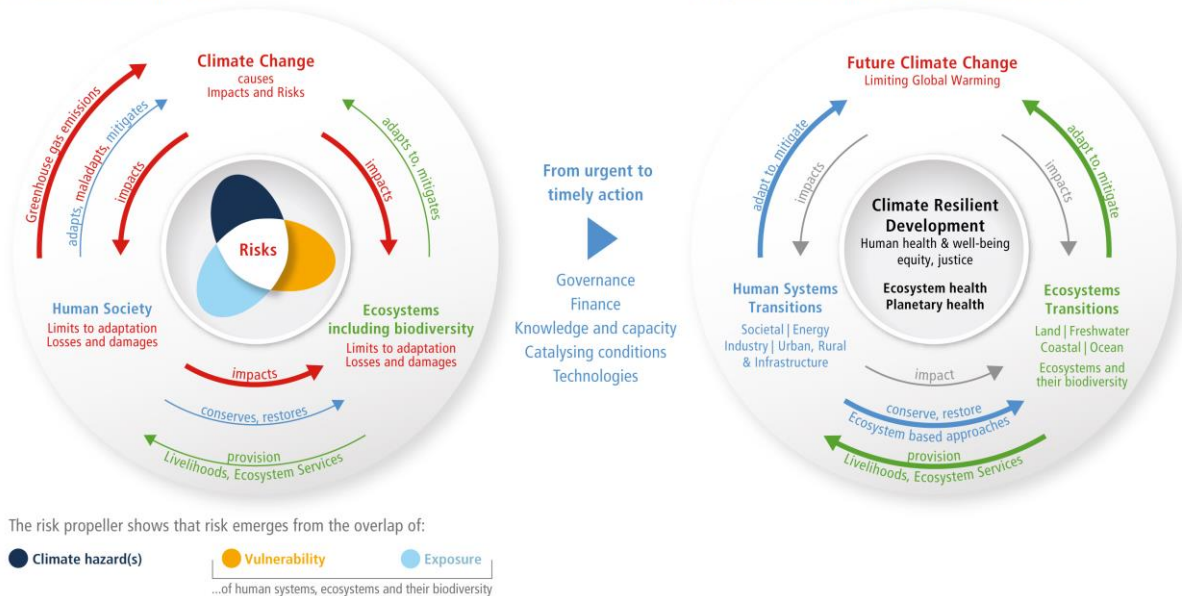 Climate Change
causes
Impacts and Risks
Greenhouse gas emissions
adapts, maladapts, mitigates
impacts
impacts
adapts to, mitigates
Risks
Human Society
Limits to adaptation
Losses and damages
Ecosystems
including biodiversity
Limits to adaptation
Losses and damages
impacts
conserves, restores
provision
Livelihoods, Ecosystem Services
From urgent to
timely action
Governance
Finance
Knowledge and capacity
Catalysing conditions
Technologies
Future Climate Change
Limiting Global Warming
adapt to, mitigate
impacts
impacts
adapt to, mitigate
Climate Resilient
Development
Human health & well-being
equity, justice
Ecosystem health
Planetary health
Human Systems
Transitions
Societal | Energy
Industry | Urban, Rural
& Infrastructure
Ecosystems
Transitions
Land | Freshwater
Coastal | Ocean
Ecosystems and
their biodiversity
impact
conserve, restore
Ecosystem based approaches
provision
Livelihoods, Ecosystem Services
The risk propeller shows that risk emerges from the overlap of:
Climate hazard(s)
Vulnerability
Exposure
...of human systems, ecosystems and their biodiversity